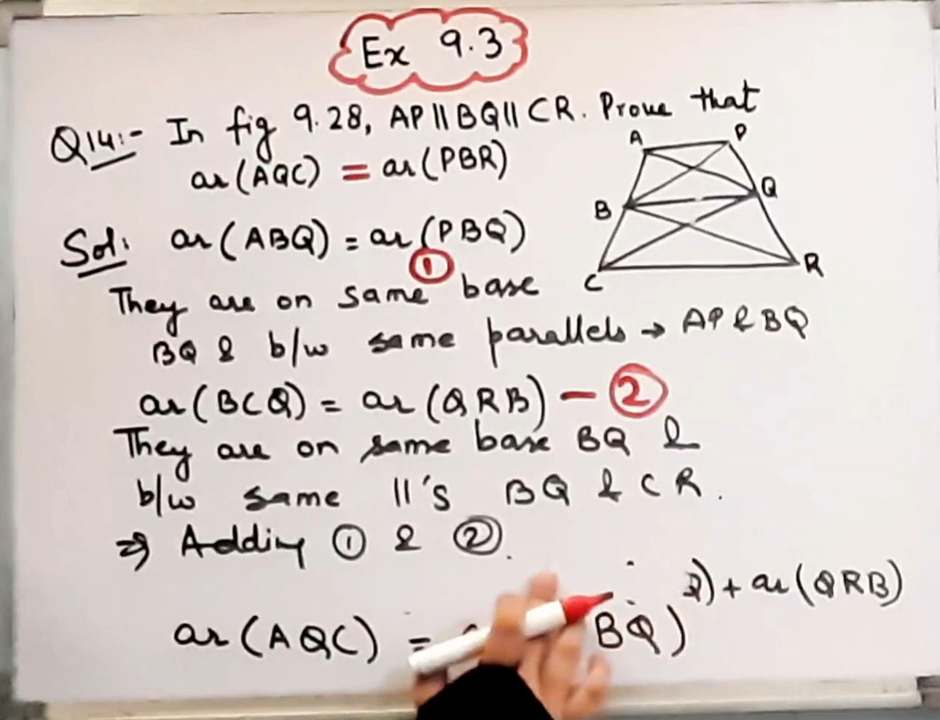 Ex 9.3
Q14:- In fig 9.28, AP || BQ || CR. Prove that
ar(AQC) = ar(PBR)
A P
B Q
C R
Sol: ar(ABQ) = ar(PBQ)
①
They are on same base
BQ & b/w same parallels → AP & BQ
ar(BCQ) = ar(QRB) - ②
They are on same base BQ &
b/w same ||'s BQ & CR.
⇒ Adding ① & ②.
) + ar(QRB)
ar(AQC) = BQ)